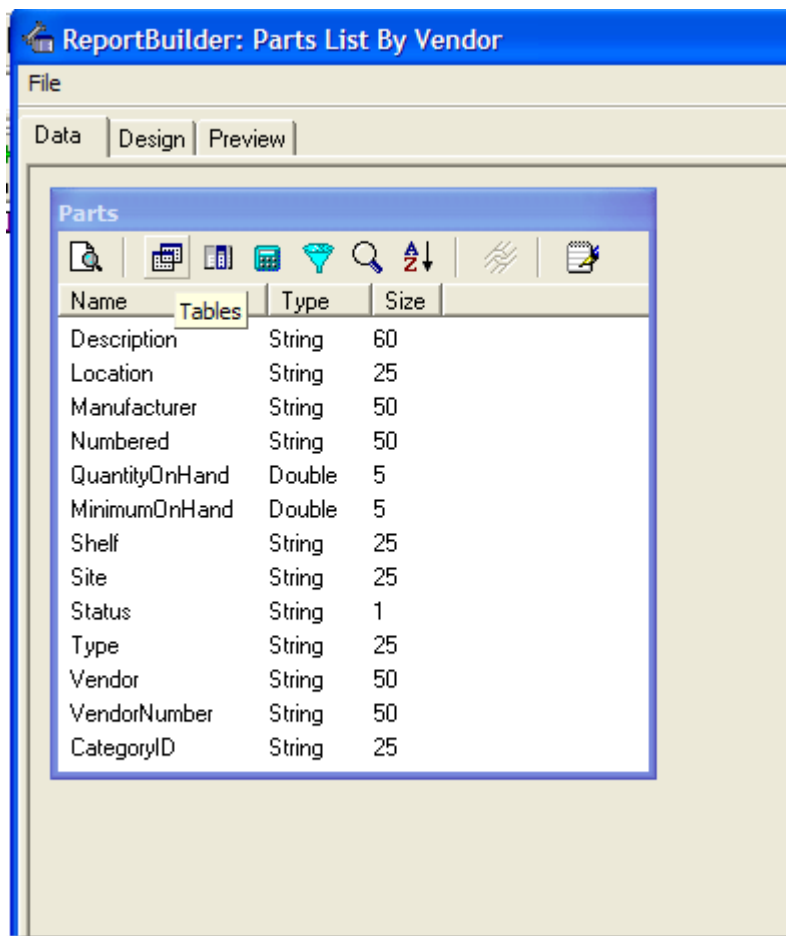 ReportBuilder: Parts List By Vendor
File
Data Design Preview
Parts
Name Type Size
Tables
Description String 60
Location String 25
Manufacturer String 50
Numbered String 50
QuantityOnHand Double 5
MinimumOnHand Double 5
Shelf String 25
Site String 25
Status String 1
Type String 25
Vendor String 50
VendorNumber String 50
CategoryID String 25